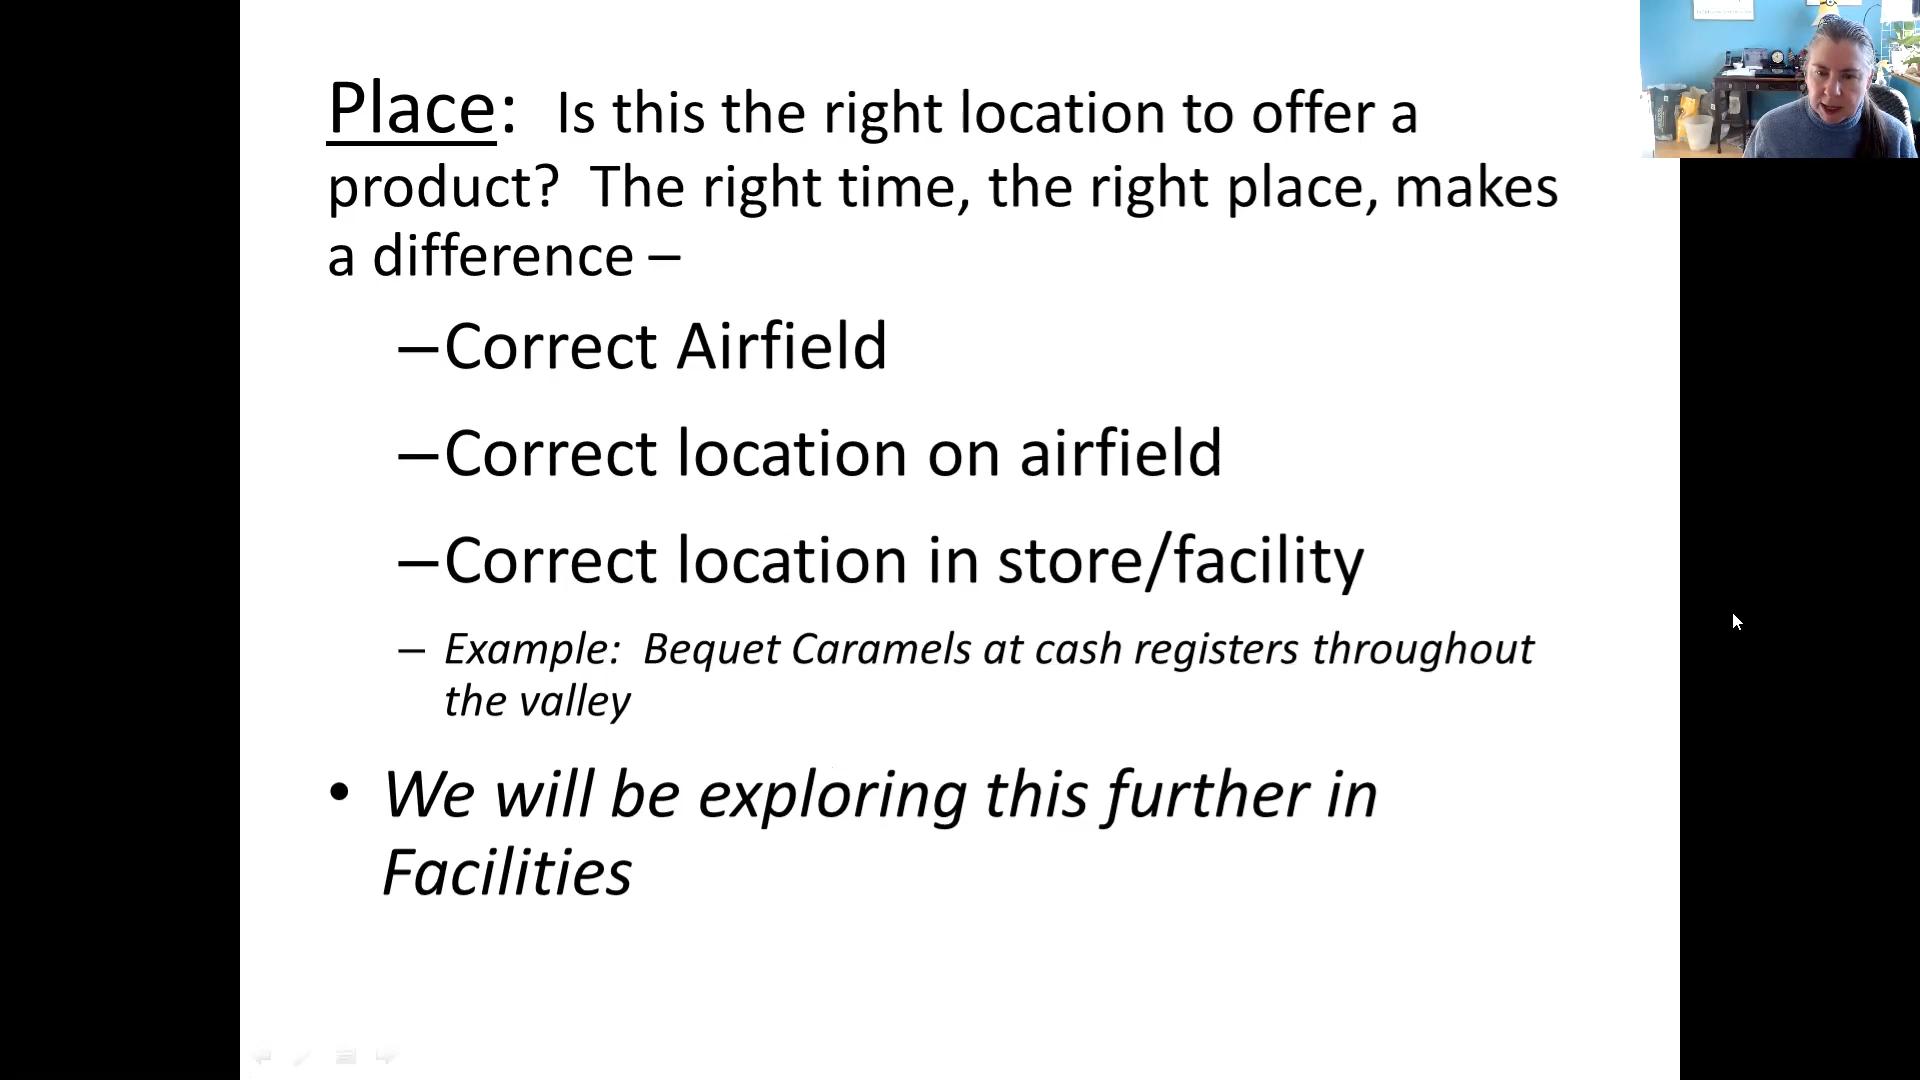 Place:  Is this the right location to offer a
product?  The right time, the right place, makes
a difference –
–Correct Airfield
–Correct location on airfield
–Correct location in store/facility
– Example:  Bequet Caramels at cash registers throughout
the valley
• We will be exploring this further in
Facilities